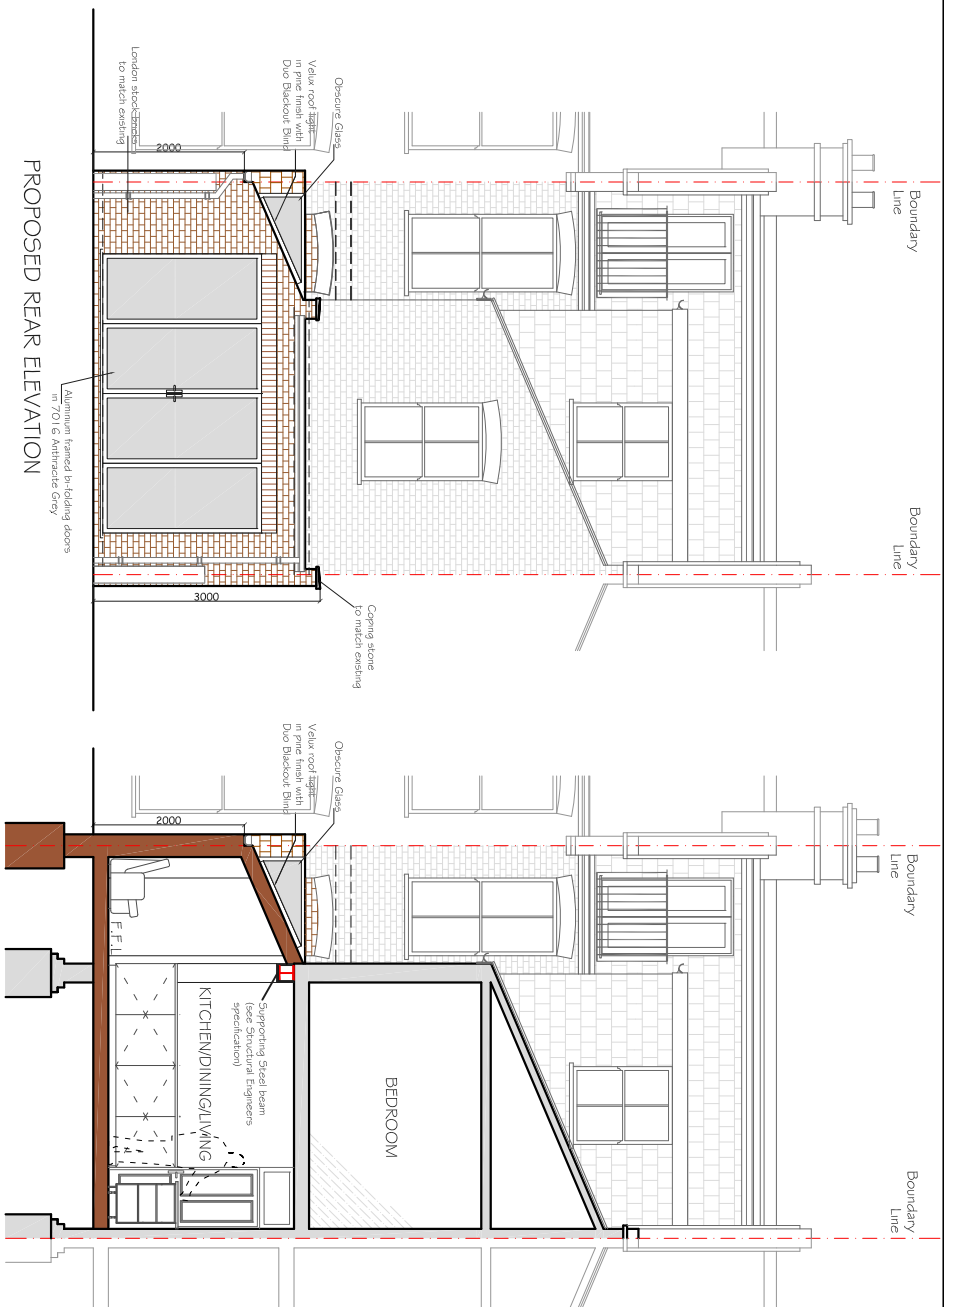 Boundary
Line
Boundary
Line
Obscure Glass
Velux roof light
in pine finish with
Duo Blackout Blind
London stock bricks
to match existing
2000
3000
Coping stone
to match existing
Aluminium framed bi-folding doors
in 7016 Anthracite Grey
PROPOSED REAR ELEVATION
Boundary
Line
Boundary
Line
Obscure Glass
Velux roof light
in pine finish with
Duo Blackout Blind
2000
BEDROOM
Supporting Steel beam
(see Structural Engineers
specification)
KITCHEN/DINING/LIVING
F.F.L